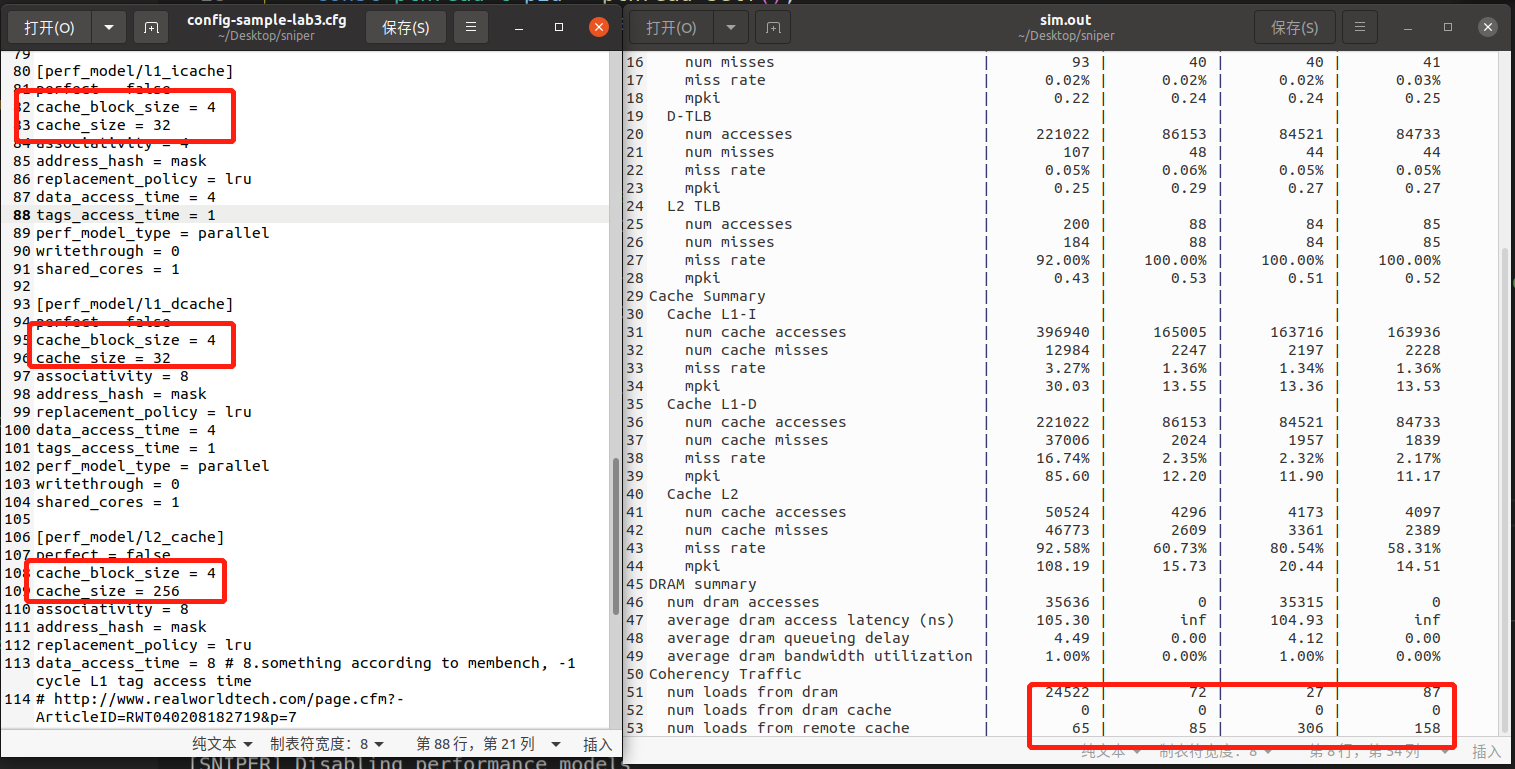 打开(O)
config-sample-lab3.cfg
~/Desktop/sniper
保存(S)
79
80 [perf_model/l1_icache]
81 perfect = false
82 cache_block_size = 4
83 cache_size = 32
84 associativity = 4
85 address_hash = mask
86 replacement_policy = lru
87 data_access_time = 4
88 tags_access_time = 1
89 perf_model_type = parallel
90 writethrough = 0
91 shared_cores = 1
92
93 [perf_model/l1_dcache]
94 perfect = false
95 cache_block_size = 4
96 cache_size = 32
97 associativity = 8
98 address_hash = mask
99 replacement_policy = lru
100 data_access_time = 4
101 tags_access_time = 1
102 perf_model_type = parallel
103 writethrough = 0
104 shared_cores = 1
105
106 [perf_model/l2_cache]
107 perfect = false
108 cache_block_size = 4
109 cache_size = 256
110 associativity = 8
111 address_hash = mask
112 replacement_policy = lru
113 data_access_time = 8 # 8.something according to membench, -1
cycle L1 tag access time
114 # http://www.realworldtech.com/page.cfm?-
ArticleID=RWT040208182719&p=7
纯文本 制表符宽度：8 第 88 行，第 21 列 插入
[SNIPER] Disabling performance models
打开(O)
sim.out
~/Desktop/sniper
保存(S)
16 num misses | 93 | 40 | 40 | 41
17 miss rate | 0.02% | 0.02% | 0.02% | 0.03%
18 mpki | 0.22 | 0.24 | 0.24 | 0.25
19 D-TLB | | | |
20 num accesses | 221022 | 86153 | 84521 | 84733
21 num misses | 107 | 48 | 44 | 44
22 miss rate | 0.05% | 0.06% | 0.05% | 0.05%
23 mpki | 0.25 | 0.29 | 0.27 | 0.27
24 L2 TLB | | | |
25 num accesses | 200 | 88 | 84 | 85
26 num misses | 184 | 88 | 84 | 85
27 miss rate | 92.00% | 100.00% | 100.00% | 100.00%
28 mpki | 0.43 | 0.53 | 0.51 | 0.52
29 Cache Summary | | | |
30 Cache L1-I | | | |
31 num cache accesses | 396940 | 165005 | 163716 | 163936
32 num cache misses | 12984 | 2247 | 2197 | 2228
33 miss rate | 3.27% | 1.36% | 1.34% | 1.36%
34 mpki | 30.03 | 13.55 | 13.36 | 13.53
35 Cache L1-D | | | |
36 num cache accesses | 221022 | 86153 | 84521 | 84733
37 num cache misses | 37006 | 2024 | 1957 | 1839
38 miss rate | 16.74% | 2.35% | 2.32% | 2.17%
39 mpki | 85.60 | 12.20 | 11.90 | 11.17
40 Cache L2 | | | |
41 num cache accesses | 50524 | 4296 | 4173 | 4097
42 num cache misses | 46773 | 2609 | 3361 | 2389
43 miss rate | 92.58% | 60.73% | 80.54% | 58.31%
44 mpki | 108.19 | 15.73 | 20.44 | 14.51
45 DRAM summary | | | |
46 num dram accesses | 35636 | 0 | 35315 | 0
47 average dram access latency (ns) | 105.30 | inf | 104.93 | inf
48 average dram queueing delay | 4.49 | 0.00 | 4.12 | 0.00
49 average dram bandwidth utilization | 1.00% | 0.00% | 1.00% | 0.00%
50 Coherency Traffic | | | |
51 num loads from dram | 24522 | 72 | 27 | 87
52 num loads from dram cache | 0 | 0 | 0 | 0
53 num loads from remote cache | 65 | 85 | 306 | 158
纯文本 制表符宽度：8 第 8 行，第 34 列 插入